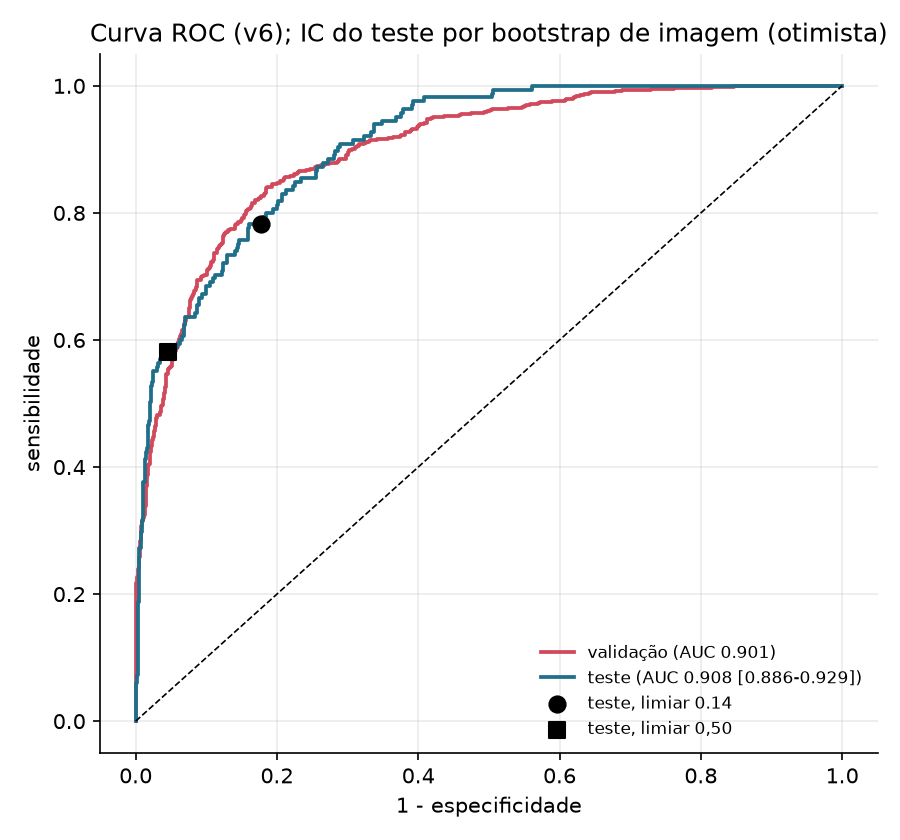 Curva ROC (v6); IC do teste por bootstrap de imagem (otimista)
1.0
0.8
0.6
0.4
0.2
0.0
sensibilidade
validação (AUC 0.901)
teste (AUC 0.908 [0.886-0.929])
teste, limiar 0.14
teste, limiar 0,50
0.0 0.2 0.4 0.6 0.8 1.0
1 - especificidade